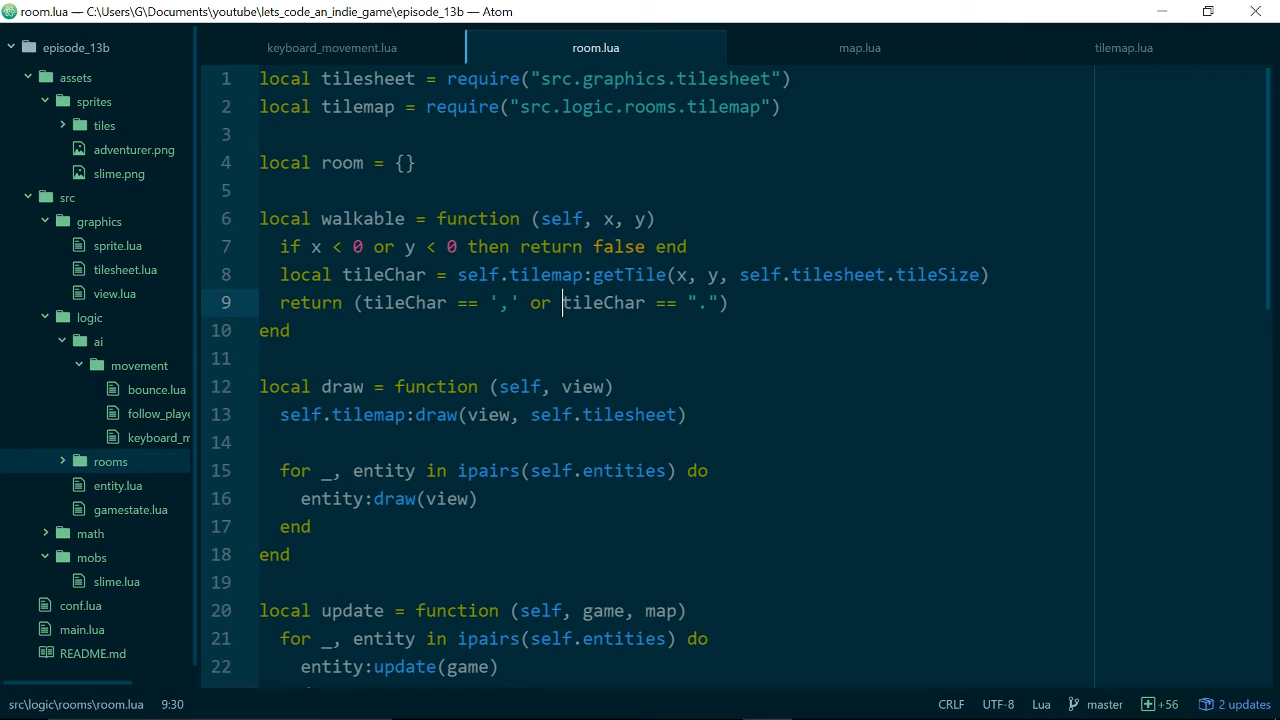 room.lua — C:\Users\G\Documents\youtube\lets_code_an_indie_game\episode_13b — Atom
episode_13b
assets
sprites
tiles
adventurer.png
slime.png
src
graphics
sprite.lua
tilesheet.lua
view.lua
logic
ai
movement
bounce.lua
follow_playe
keyboard_m
rooms
entity.lua
gamestate.lua
math
mobs
slime.lua
conf.lua
main.lua
README.md
keyboard_movement.lua room.lua map.lua tilemap.lua
1 local tilesheet = require("src.graphics.tilesheet")
2 local tilemap = require("src.logic.rooms.tilemap")
3
4 local room = {}
5
6 local walkable = function (self, x, y)
7 if x < 0 or y < 0 then return false end
8 local tileChar = self.tilemap:getTile(x, y, self.tilesheet.tileSize)
9 return (tileChar == ',' or tileChar == ".")
10 end
11
12 local draw = function (self, view)
13 self.tilemap:draw(view, self.tilesheet)
14
15 for _, entity in ipairs(self.entities) do
16 entity:draw(view)
17 end
18 end
19
20 local update = function (self, game, map)
21 for _, entity in ipairs(self.entities) do
22 entity:update(game)
src\logic\rooms\room.lua 9:30 CRLF UTF-8 Lua master +56 2 updates